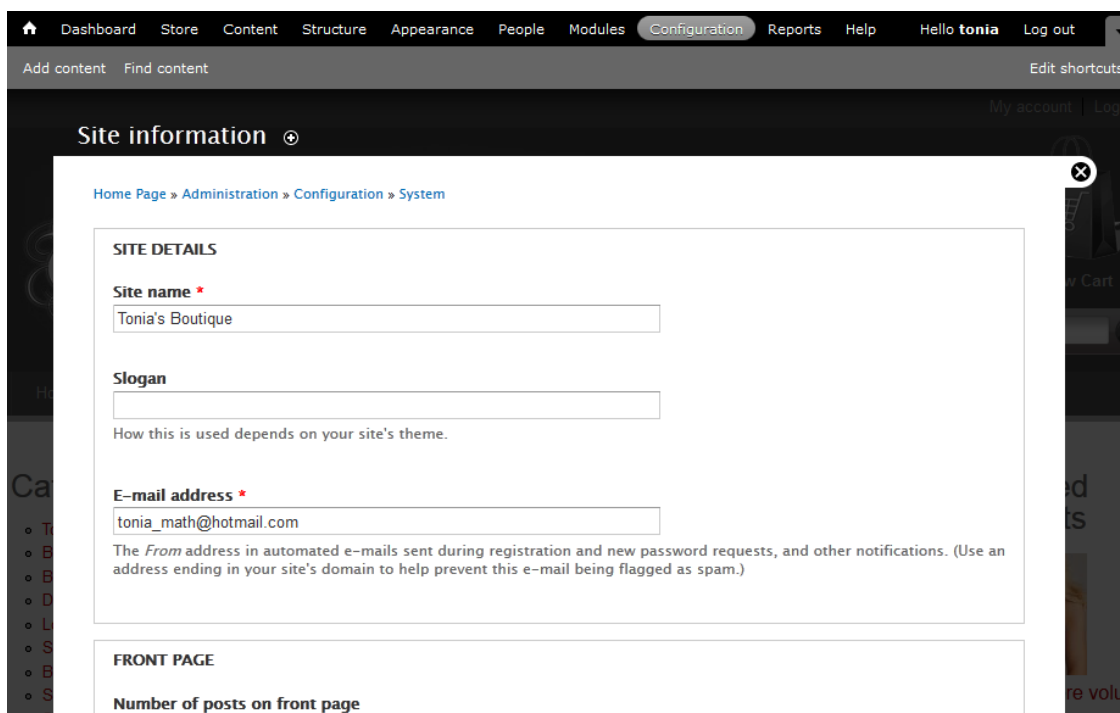 Dashboard Store Content Structure Appearance People Modules Configuration Reports Help Hello tonia Log out
Add content Find content Edit shortcuts
My account Log
Site information
Home Page » Administration » Configuration » System
SITE DETAILS
Site name *
Tonia's Boutique
w Cart
Slogan
How this is used depends on your site's theme.
E-mail address *
tonia_math@hotmail.com
The From address in automated e-mails sent during registration and new password requests, and other notifications. (Use an
address ending in your site's domain to help prevent this e-mail being flagged as spam.)
FRONT PAGE
Number of posts on front page
re volu